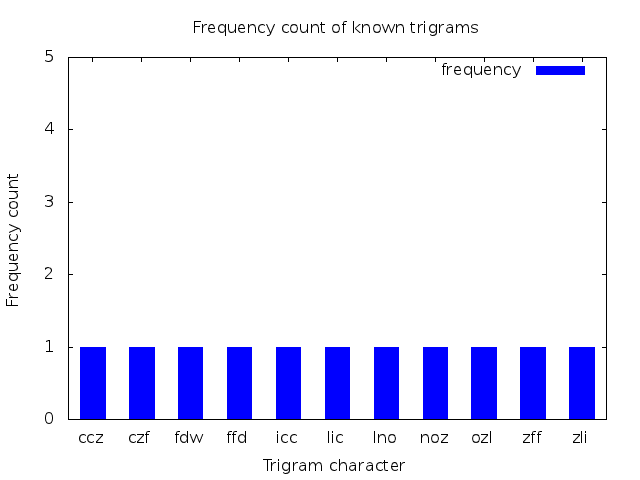 Frequency count of known trigrams
frequency
5
4
3
2
1
0
Frequency count
ccz czf fdw ffd icc lic lno noz ozl zff zli
Trigram character